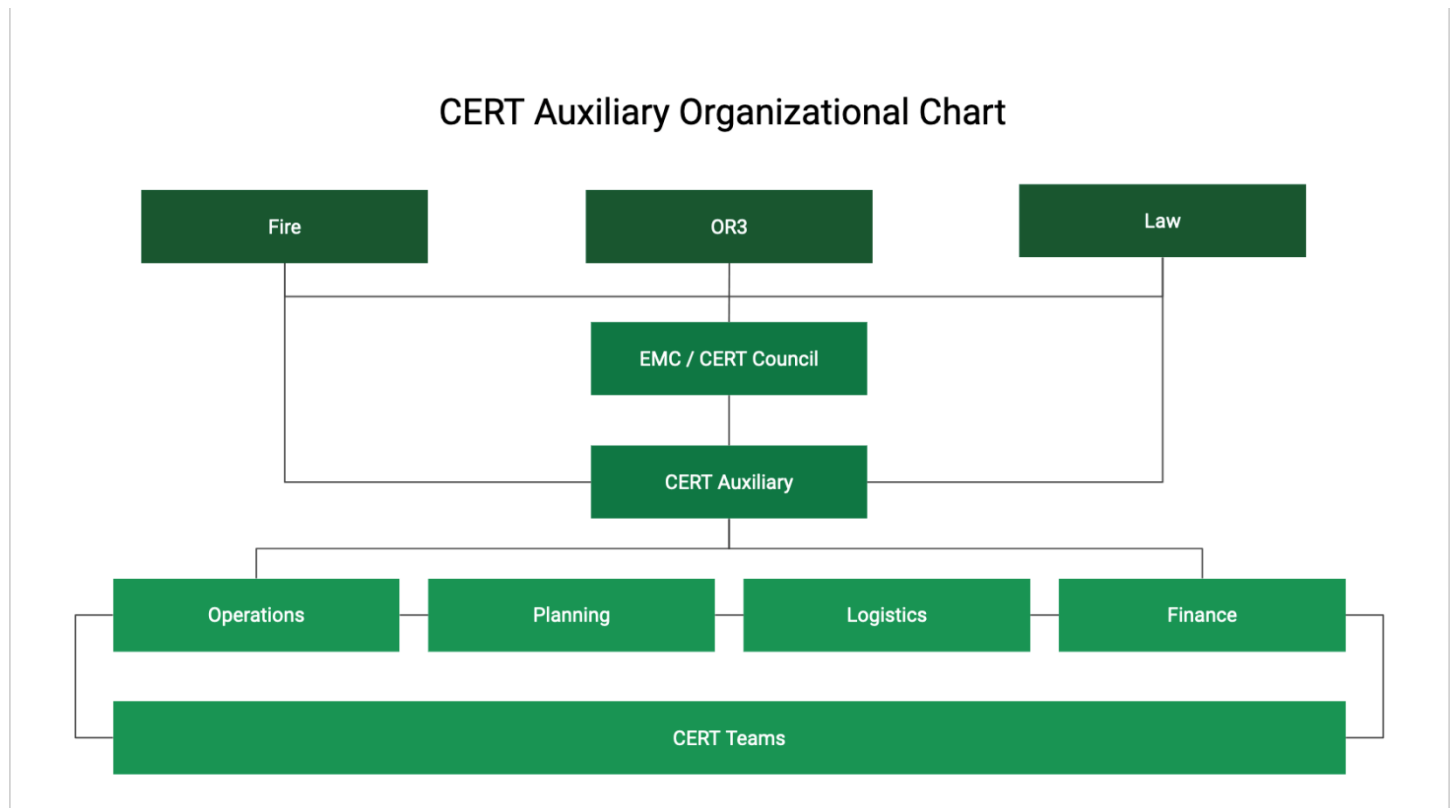 CERT Auxiliary Organizational Chart
Fire
OR3
Law
EMC / CERT Council
CERT Auxiliary
Operations
Planning
Logistics
Finance
CERT Teams